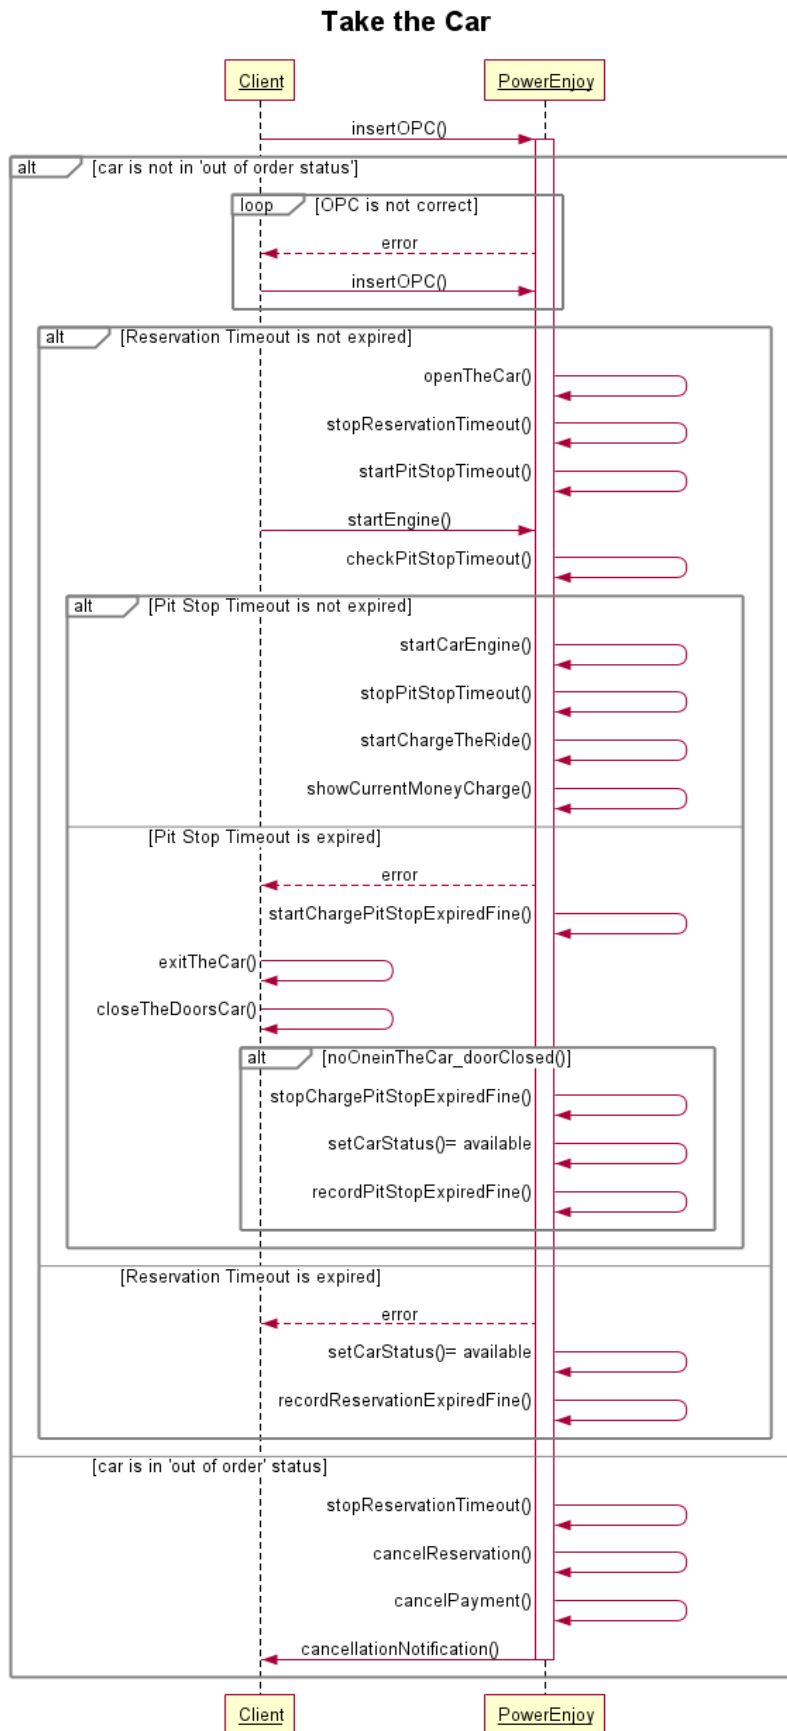 Take the Car
Client
PowerEnjoy
insertOPC()
alt
[car is not in 'out of order status']
loop
[OPC is not correct]
error
insertOPC()
alt
[Reservation Timeout is not expired]
openTheCar()
stopReservationTimeout()
startPitStopTimeout()
startEngine()
checkPitStopTimeout()
alt
[Pit Stop Timeout is not expired]
startCarEngine()
stopPitStopTimeout()
startChargeTheRide()
showCurrentMoneyCharge()
[Pit Stop Timeout is expired]
error
startChargePitStopExpiredFine()
exitTheCar()
closeTheDoorsCar()
alt
[noOneinTheCar_doorClosed()]
stopChargePitStopExpiredFine()
setCarStatus()= available
recordPitStopExpiredFine()
[Reservation Timeout is expired]
error
setCarStatus()= available
recordReservationExpiredFine()
[car is in 'out of order' status]
stopReservationTimeout()
cancelReservation()
cancelPayment()
cancellationNotification()
Client
PowerEnjoy